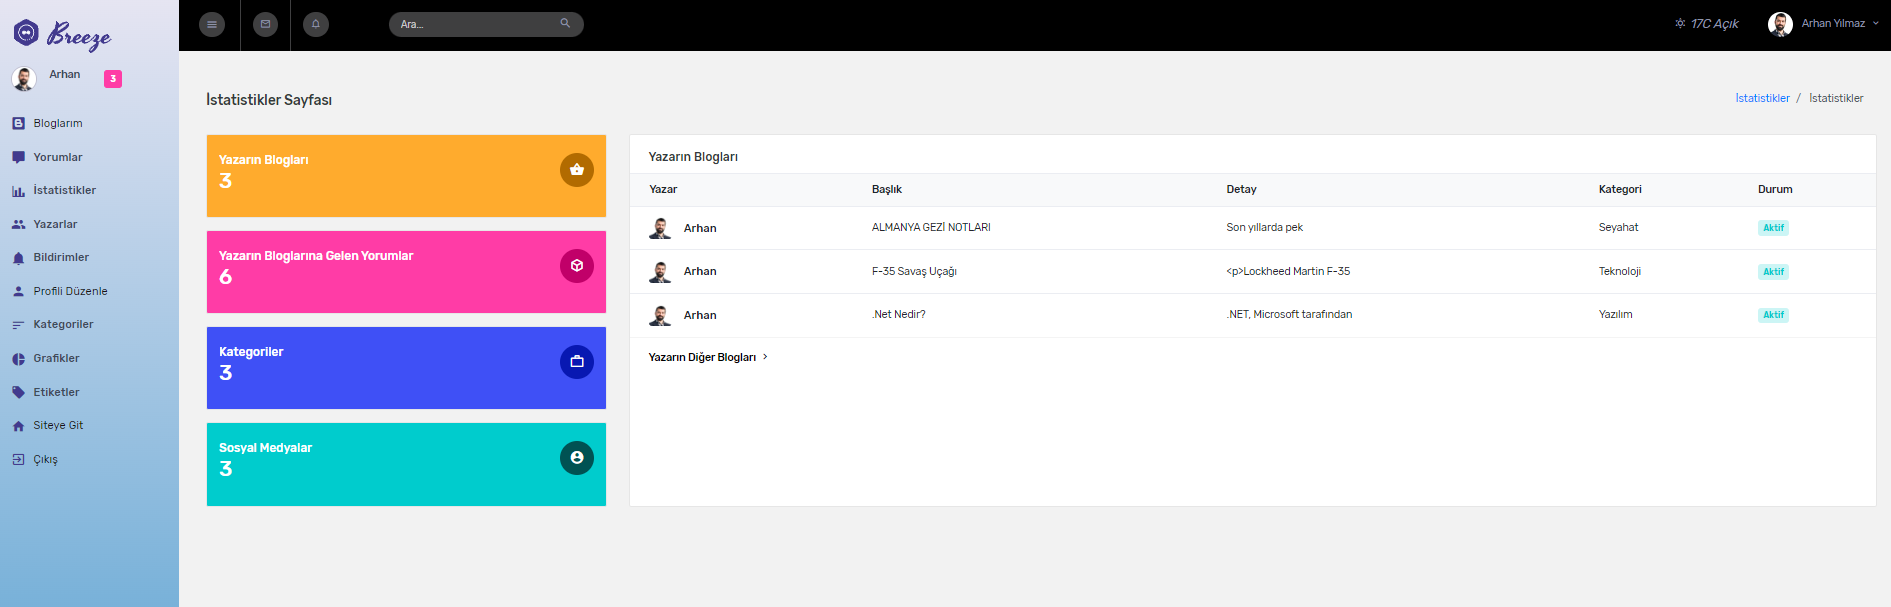 Breeze
Arhan 3
Bloglarım
Yorumlar
İstatistikler
Yazarlar
Bildirimler
Profili Düzenle
Kategoriler
Grafikler
Etiketler
Siteye Git
Çıkış
Ara...
17C Açık
Arhan Yılmaz
İstatistikler Sayfası
İstatistikler / İstatistikler
Yazarın Blogları
3
Yazarın Bloglarına Gelen Yorumlar
6
Kategoriler
3
Sosyal Medyalar
3
Yazarın Blogları
Yazar Başlık Detay Kategori Durum
Arhan ALMANYA GEZİ NOTLARI Son yıllarda pek Seyahat Aktif
Arhan F-35 Savaş Uçağı <p>Lockheed Martin F-35 Teknoloji Aktif
Arhan .Net Nedir? .NET, Microsoft tarafından Yazılım Aktif
Yazarın Diğer Blogları >